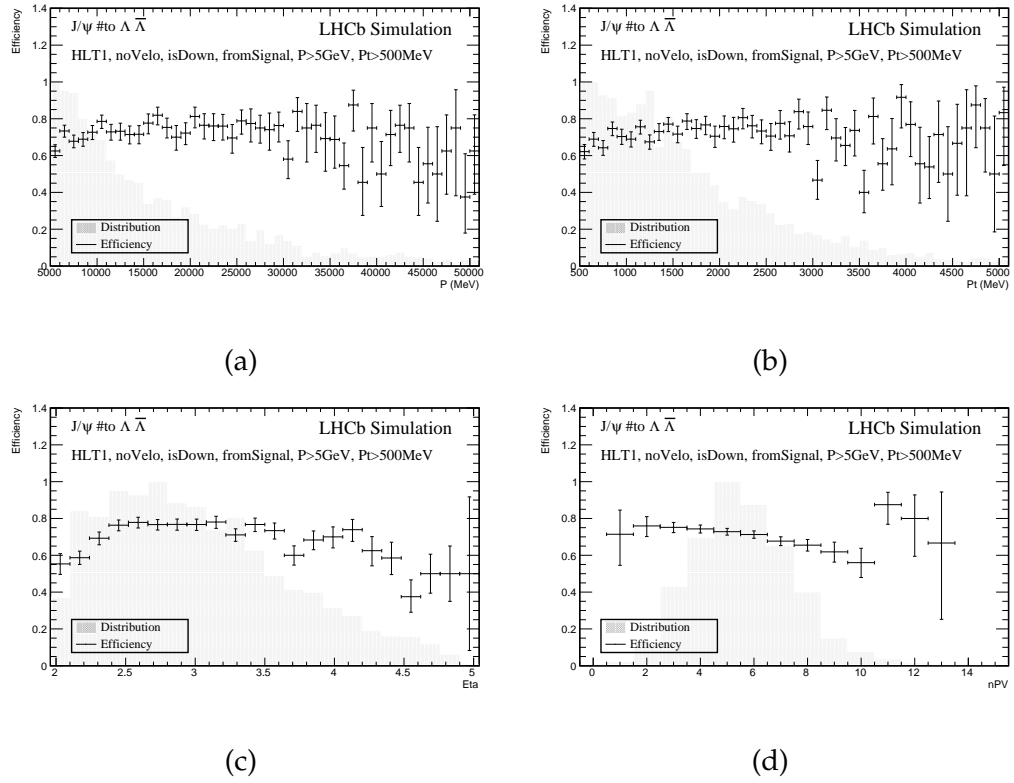 Efficiency
1.4
1.2
1
0.8
0.6
0.4
0.2
0
J/ψ #to Λ Λ̅
LHCb Simulation
HLT1, noVelo, isDown, fromSignal, P>5GeV, Pt>500MeV
Distribution
Efficiency
5000 10000 15000 20000 25000 30000 35000 40000 45000 50000
P (MeV)
(a)
Efficiency
1.4
1.2
1
0.8
0.6
0.4
0.2
0
J/ψ #to Λ Λ̅
LHCb Simulation
HLT1, noVelo, isDown, fromSignal, P>5GeV, Pt>500MeV
Distribution
Efficiency
500 1000 1500 2000 2500 3000 3500 4000 4500 5000
Pt (MeV)
(b)
Efficiency
1.4
1.2
1
0.8
0.6
0.4
0.2
0
J/ψ #to Λ Λ̅
LHCb Simulation
HLT1, noVelo, isDown, fromSignal, P>5GeV, Pt>500MeV
Distribution
Efficiency
2 2.5 3 3.5 4 4.5 5
Eta
(c)
Efficiency
1.4
1.2
1
0.8
0.6
0.4
0.2
0
J/ψ #to Λ Λ̅
LHCb Simulation
HLT1, noVelo, isDown, fromSignal, P>5GeV, Pt>500MeV
Distribution
Efficiency
0 2 4 6 8 10 12 14
nPV
(d)